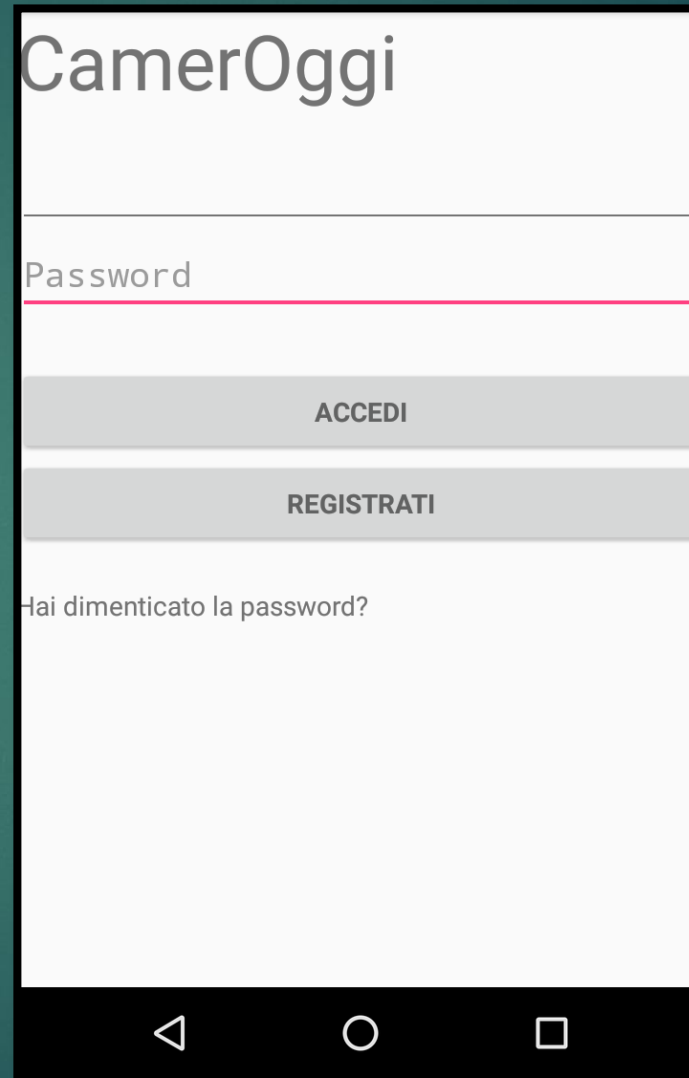 CamerOggi
Password
ACCEDI
REGISTRATI
Hai dimenticato la password?